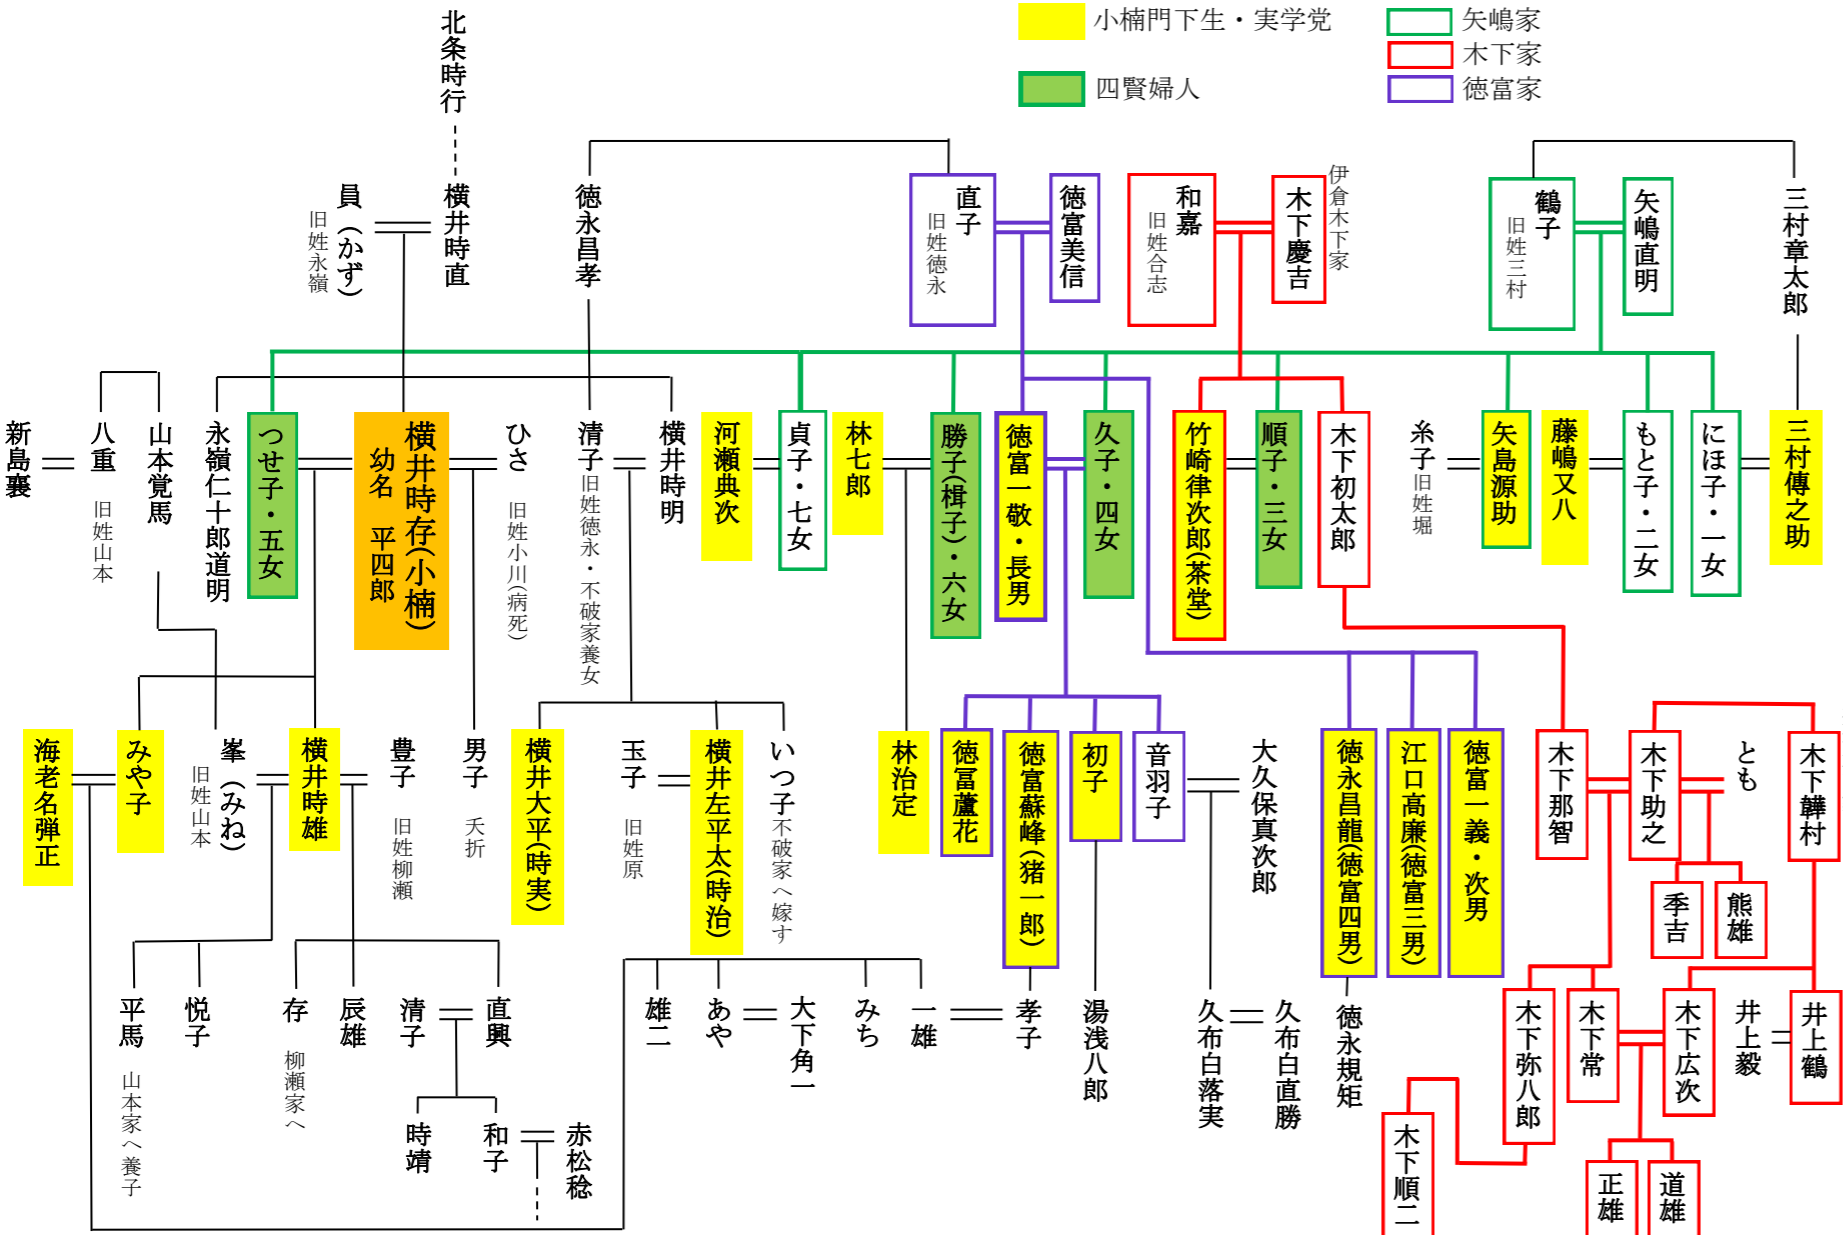 小楠門下生・実学党
四賢婦人
矢嶋家
木下家
徳富家
北条時行
員（かず）
旧姓永嶺
横井時直
徳永昌孝
直子
旧姓徳永
徳富美信
和嘉
旧姓合志
木下慶吉
伊倉木下家
鶴子
旧姓三村
矢嶋直明
三村章太郎
新島襄
八重 旧姓山本
山本覚馬
永嶺仁十郎道明
つせ子・五女
横井時存(小楠)
幼名 平四郎
ひさ 旧姓小川(病死)
清子旧姓徳永・不破家養女
横井時明
河瀬典次
貞子・七女
林七郎
勝子(楫子)・六女
徳富一敬・長男
久子・四女
竹崎律次郎(茶堂)
順子・三女
木下初太郎
糸子旧姓堀
矢島源助
藤嶋又八
もと子・二女
にほ子・一女
三村傳之助
海老名弾正
みや子
峯（みね）
旧姓山本
横井時雄
豊子 旧姓柳瀬
男子 夭折
横井大平(時実)
玉子 旧姓原
横井左平太(時治)
いつ子不破家へ嫁す
林治定
徳冨蘆花
徳富蘇峰(猪一郎)
初子
音羽子
大久保真次郎
徳永昌龍(徳富四男)
江口高廉(徳富三男)
徳富一義・次男
木下那智
木下助之
とも
木下韡村
季吉
熊雄
平馬 山本家へ養子
悦子
存 柳瀬家へ
辰雄
清子
直興
雄二
あや
大下角一
みち
一雄
孝子
湯浅八郎
久布白落実
久布白直勝
徳永規矩
木下弥八郎
木下常
木下広次
井上毅
井上鶴
時靖
和子
赤松稔
木下順二
正雄
道雄